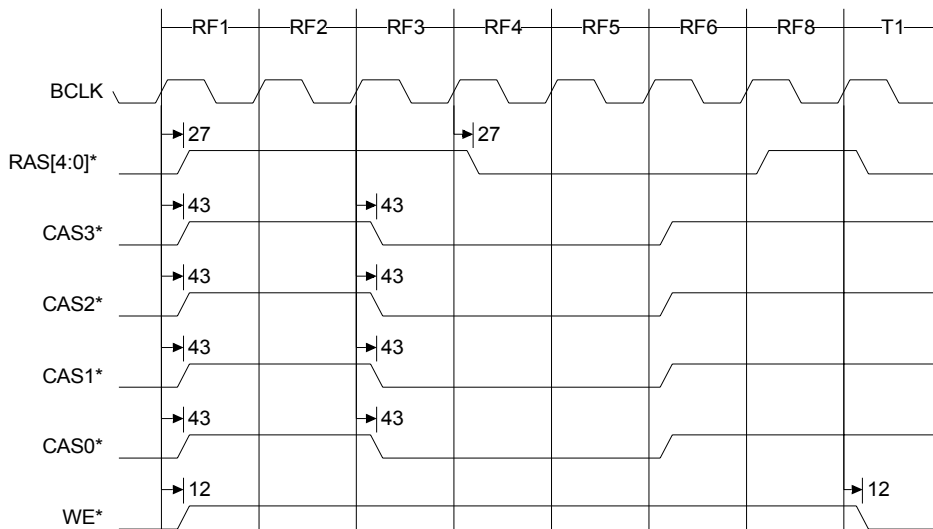 RF1 RF2 RF3 RF4 RF5 RF6 RF8 T1
BCLK
27 27
RAS[4:0]*
43 43
CAS3*
43 43
CAS2*
43 43
CAS1*
43 43
CAS0*
12 12
WE*